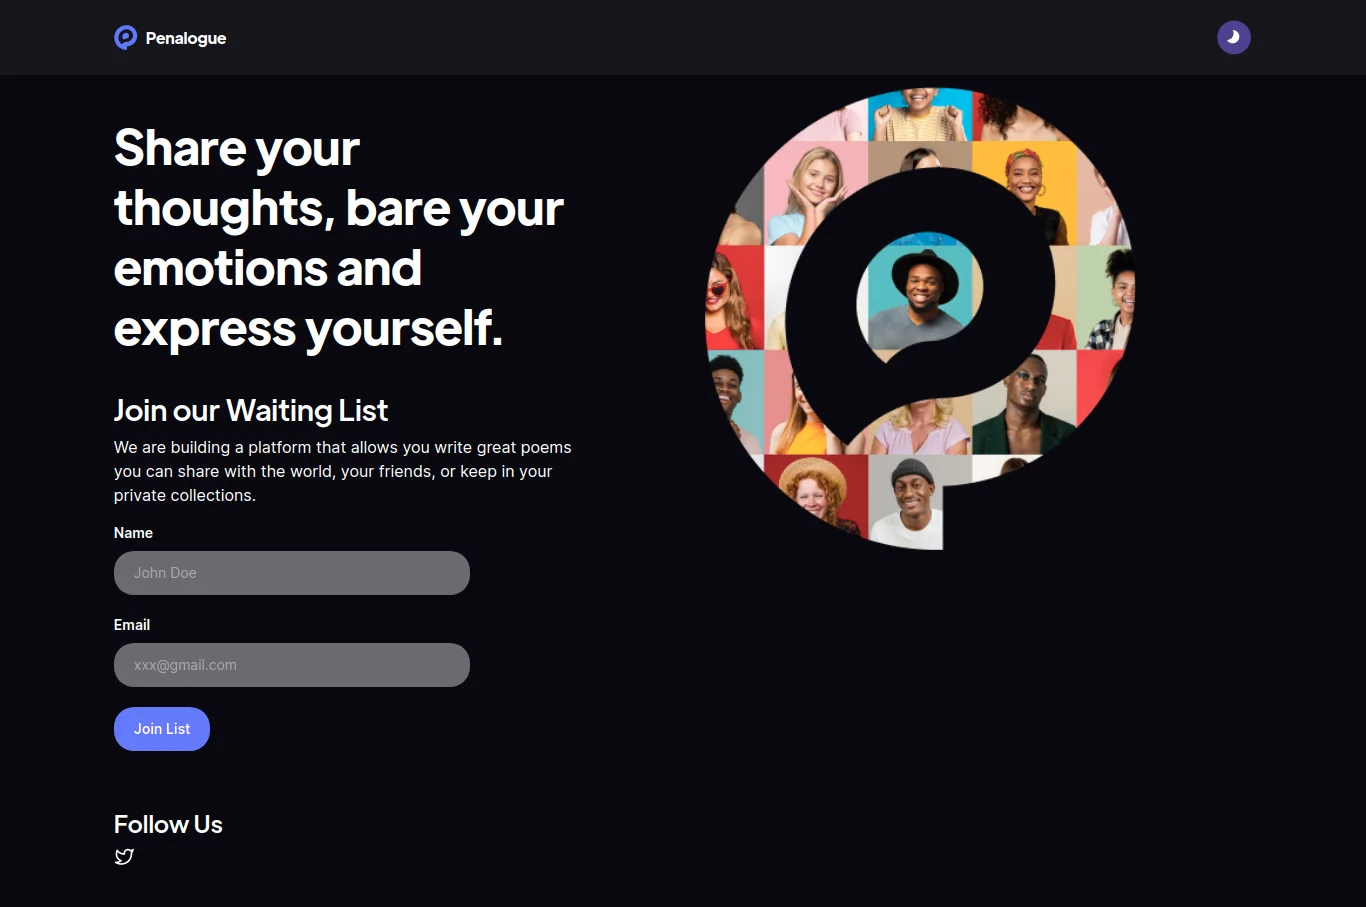 Penalogue
Share your
thoughts, bare your
emotions and
express yourself.
Join our Waiting List
We are building a platform that allows you write great poems
you can share with the world, your friends, or keep in your
private collections.
Name
John Doe
Email
xxx@gmail.com
Join List
Follow Us